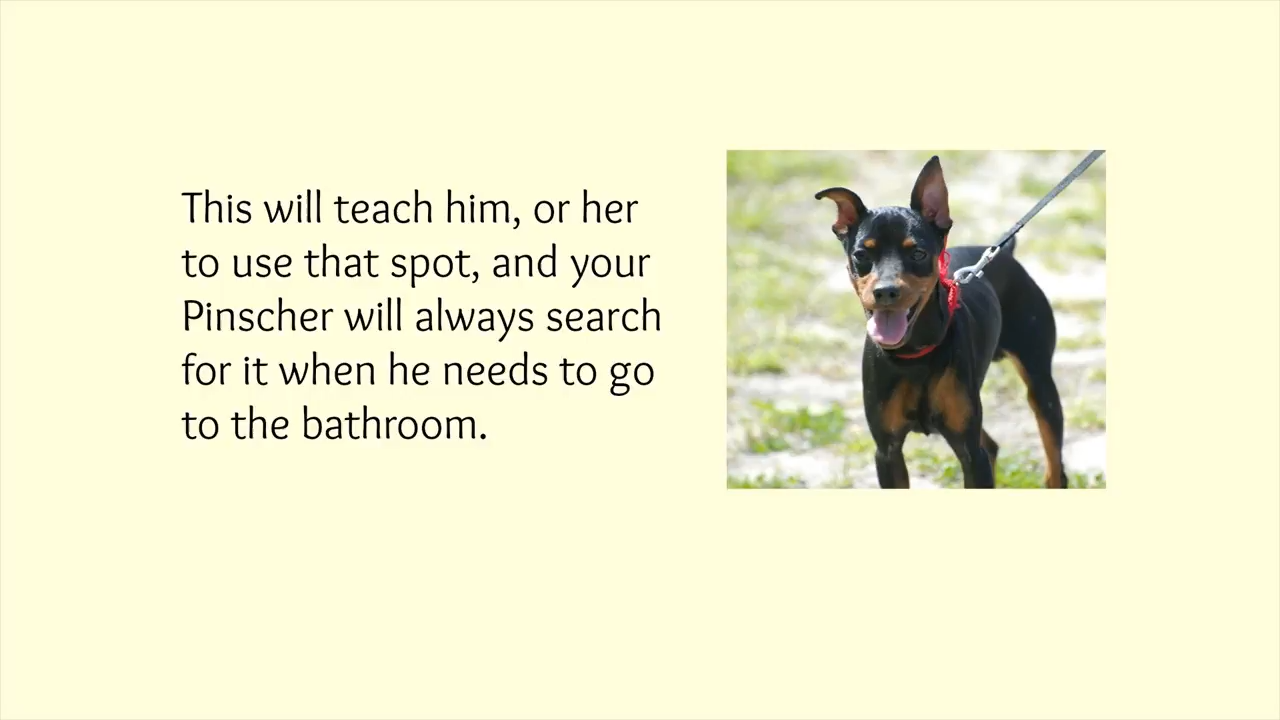 This will teach him, or her
to use that spot, and your
Pinscher will always search
for it when he needs to go
to the bathroom.